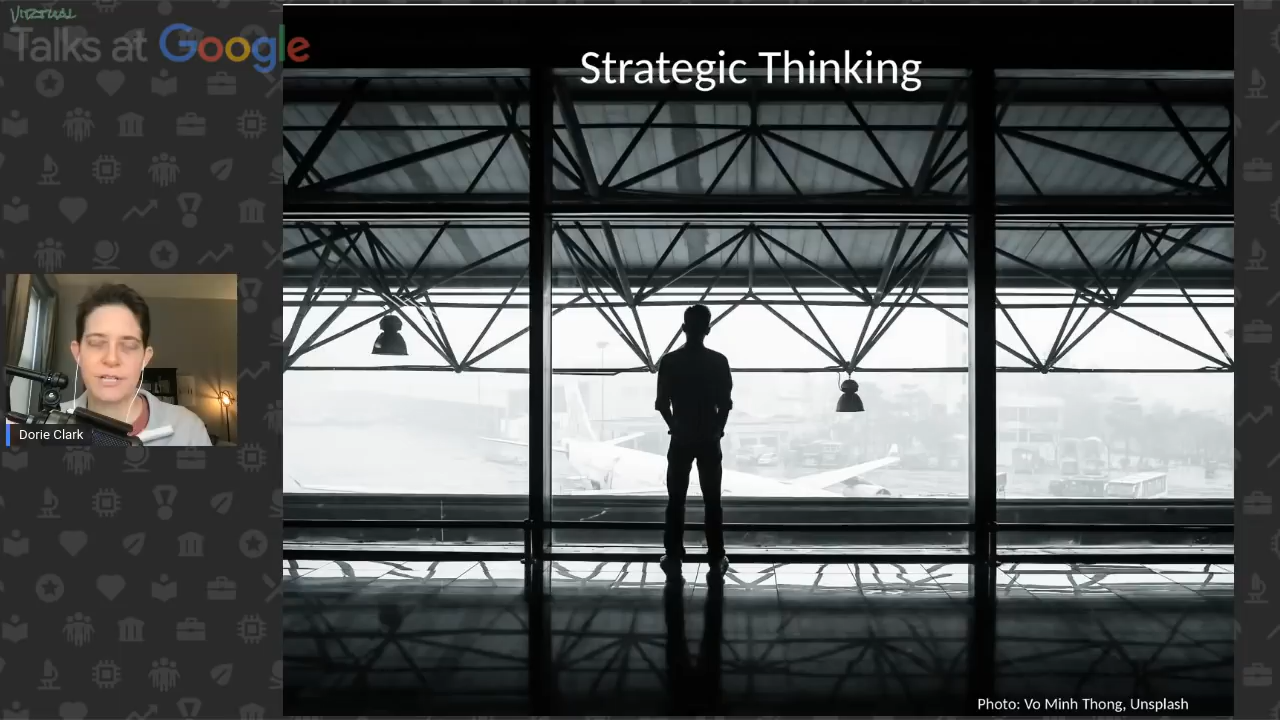 VIRTUAL
Talks at Google
Strategic Thinking
Dorie Clark
Photo: Vo Minh Thong, Unsplash